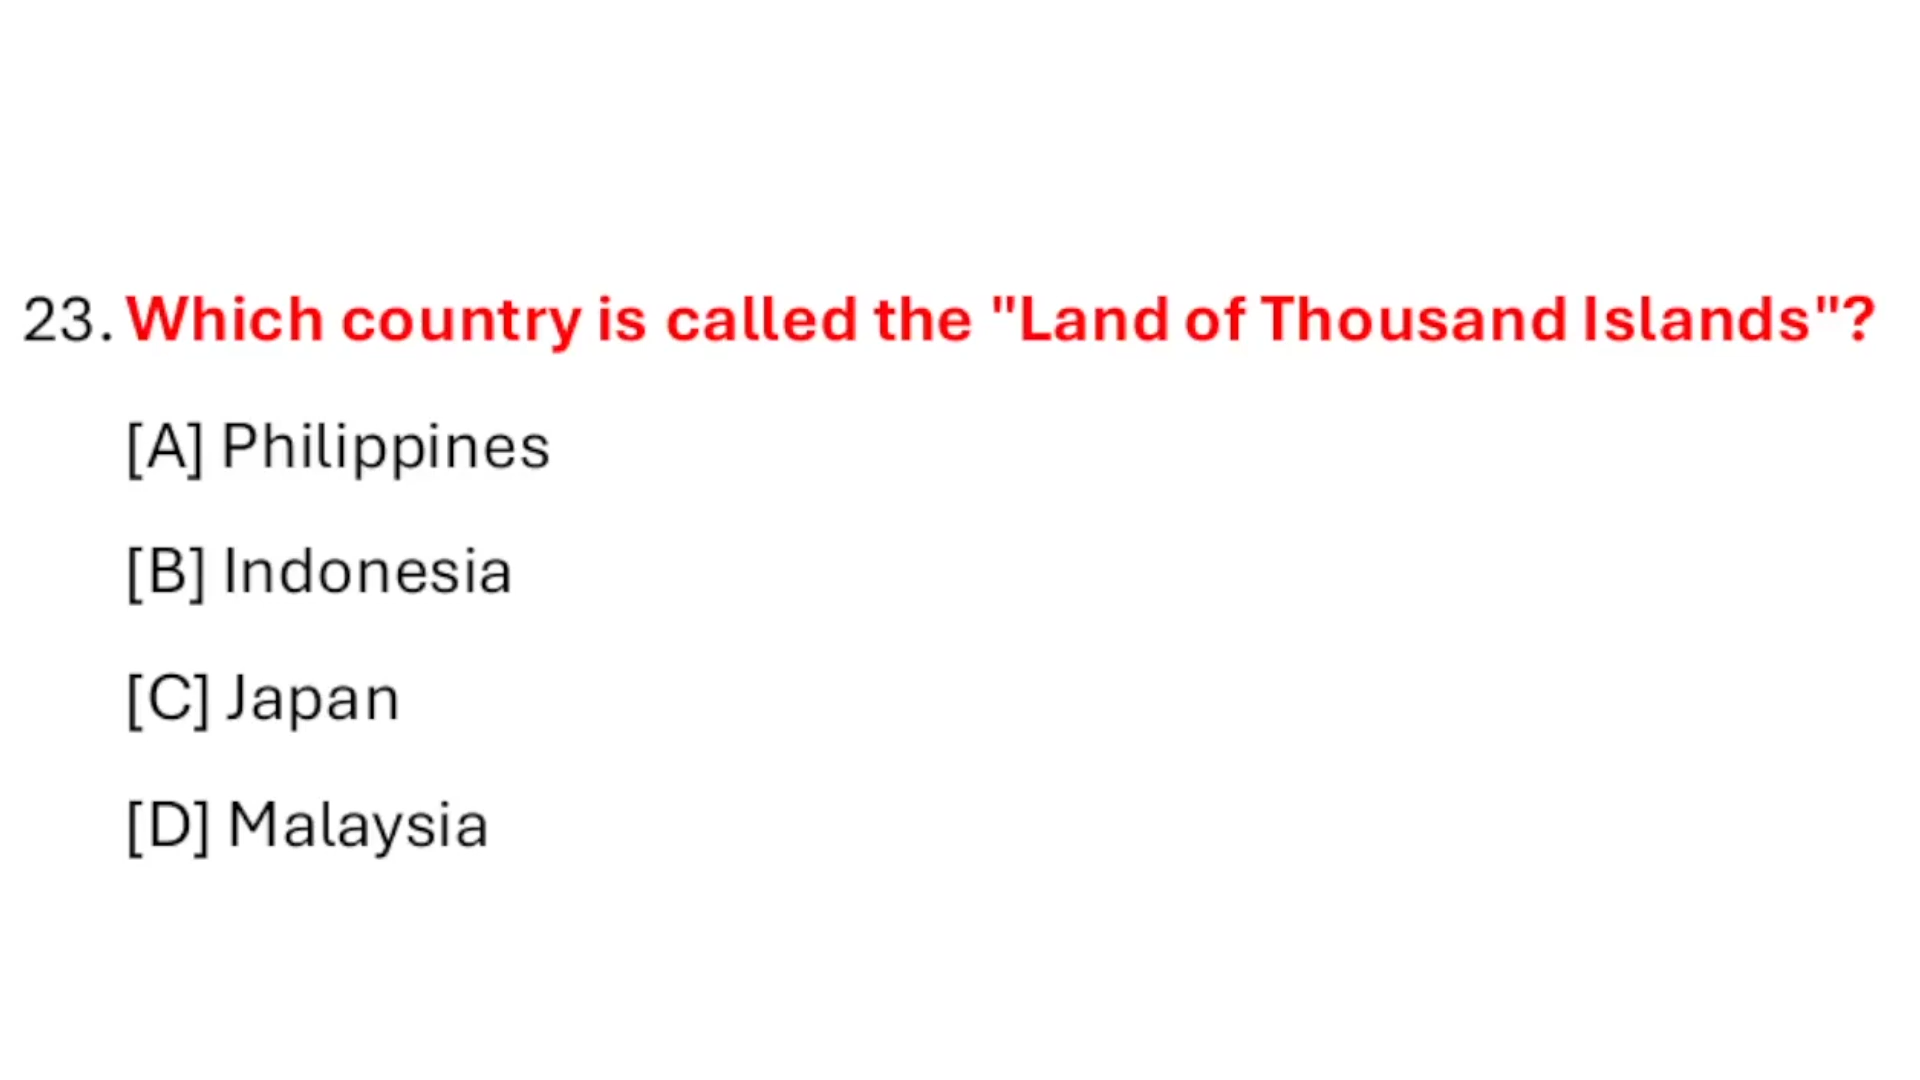 23. Which country is called the "Land of Thousand Islands"?
[A] Philippines
[B] Indonesia
[C] Japan
[D] Malaysia